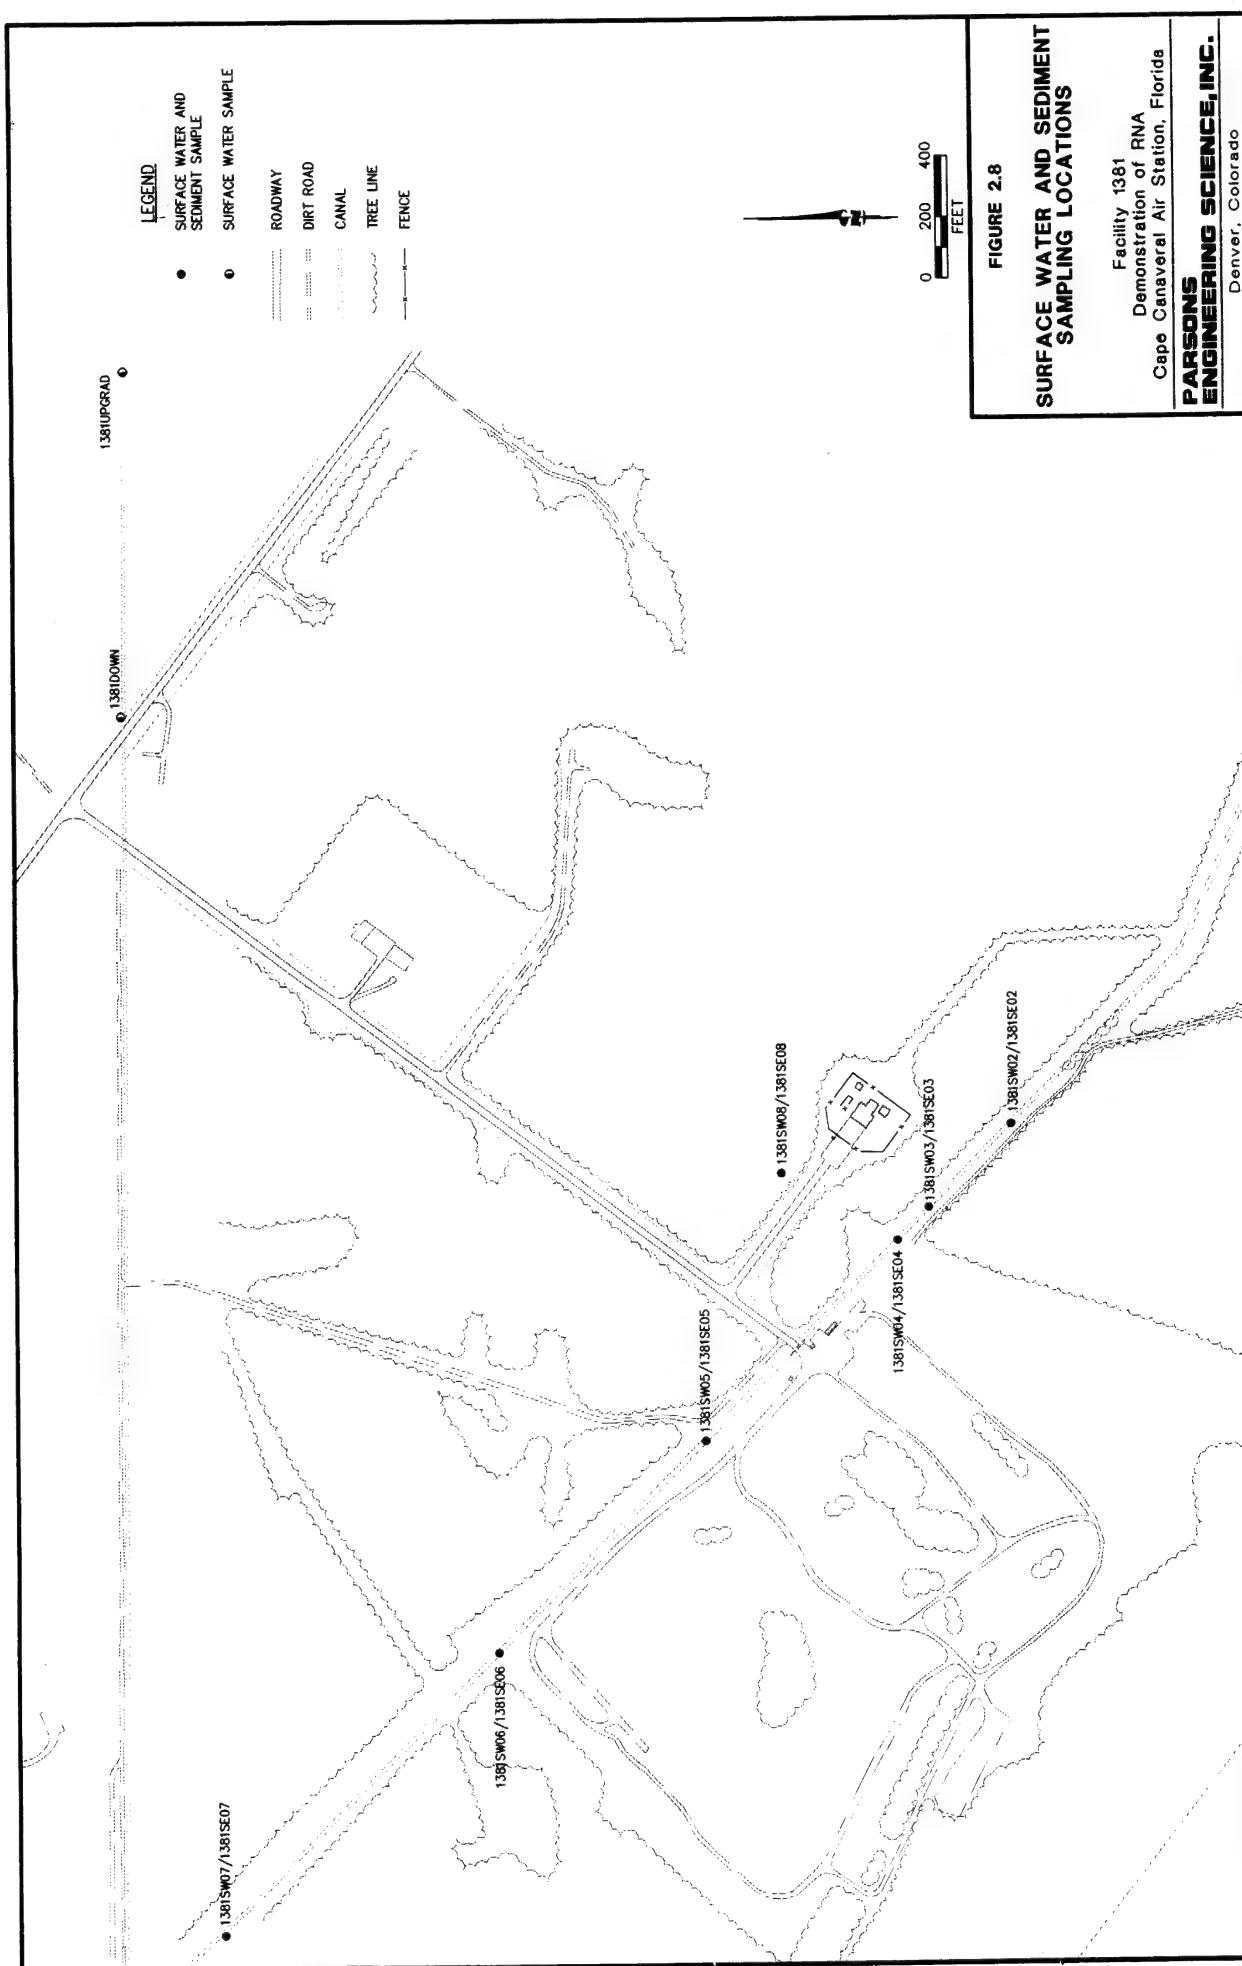 LEGEND
SURFACE WATER AND
SEDIMENT SAMPLE
SURFACE WATER SAMPLE
ROADWAY
DIRT ROAD
CANAL
TREE LINE
FENCE
1381UPGRAD
1381DOWN
1381SW07/1381SE07
1381SW06/1381SE06
1381SW05/1381SE05
1381SW08/1381SE08
1381SW04/1381SE04
1381SW03/1381SE03
1381SW02/1381SE02
0 200 400
FEET
FIGURE 2.8
SURFACE WATER AND SEDIMENT
SAMPLING LOCATIONS
Facility 1381
Demonstration of RNA
Cape Canaveral Air Station, Florida
PARSONS
ENGINEERING SCIENCE, INC.
Denver, Colorado